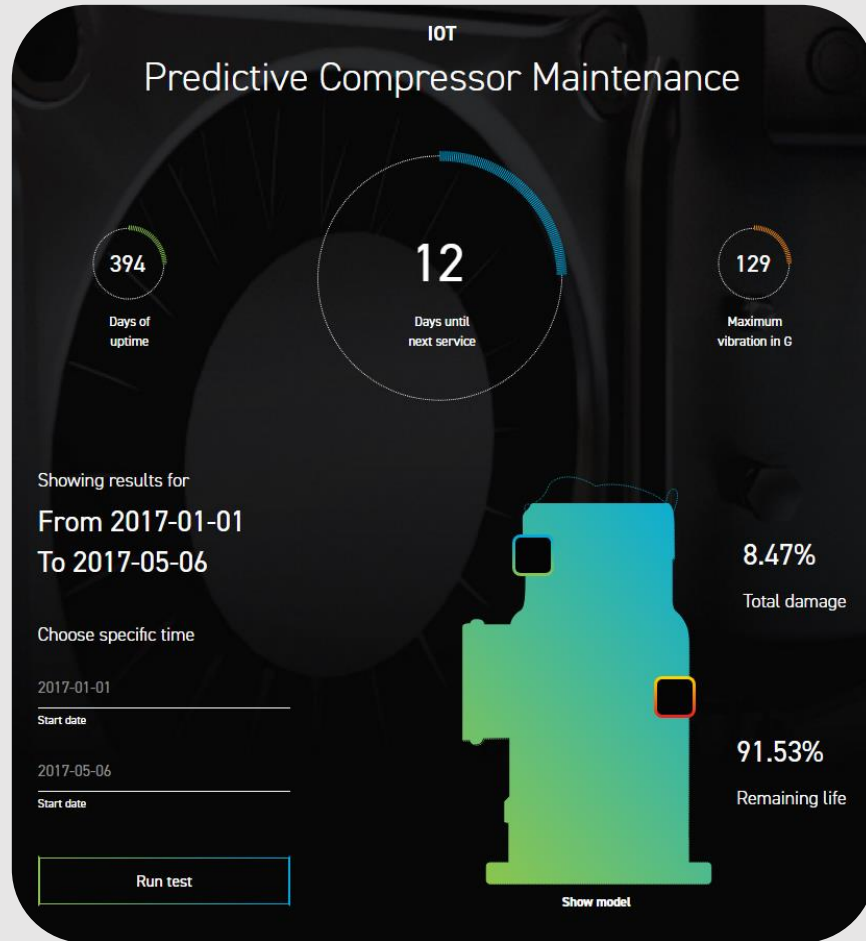 IOT
Predictive Compressor Maintenance
394
Days of
uptime
12
Days until
next service
129
Maximum
vibration in G
Showing results for
From 2017-01-01
To 2017-05-06
Choose specific time
2017-01-01
Start date
2017-05-06
Start date
Run test
8.47%
Total damage
91.53%
Remaining life
Show model